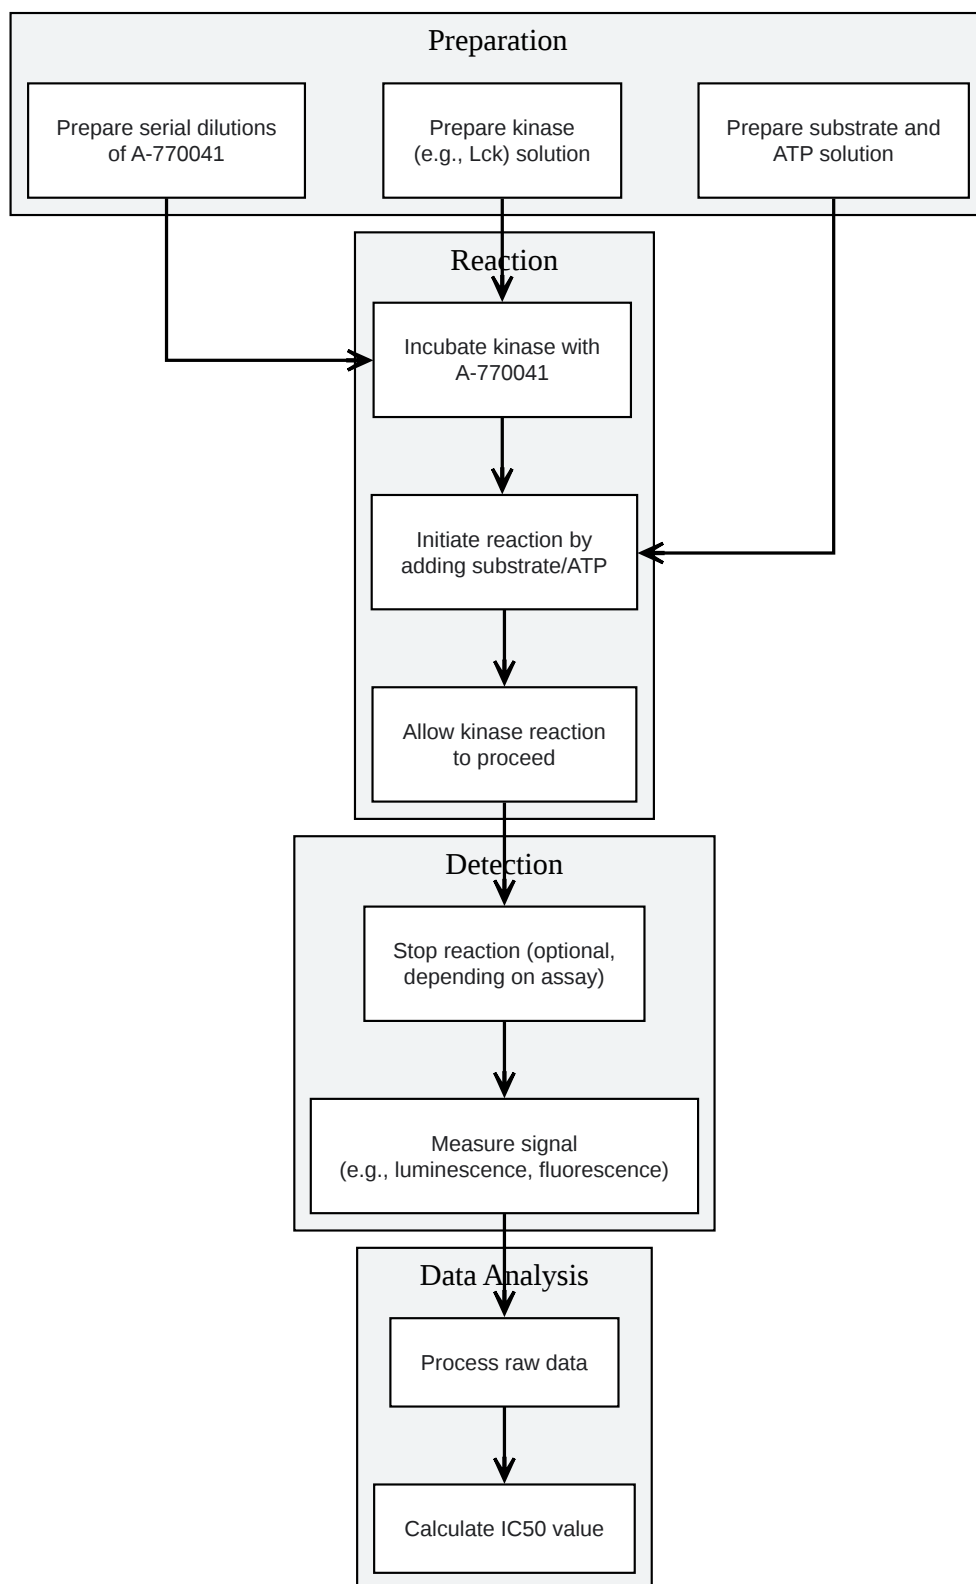 Preparation
Prepare serial dilutions
of A-770041
Prepare kinase
(e.g., Lck) solution
Prepare substrate and
ATP solution
Reaction
Incubate kinase with
A-770041
Initiate reaction by
adding substrate/ATP
Allow kinase reaction
to proceed
Detection
Stop reaction (optional,
depending on assay)
Measure signal
(e.g., luminescence, fluorescence)
Data Analysis
Process raw data
Calculate IC50 value